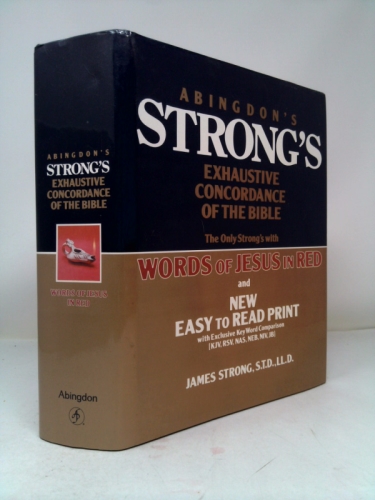 ABINGDON'S
STRONG'S
EXHAUSTIVE
CONCORDANCE
OF THE BIBLE
WORDS OF JESUS
IN RED
Abingdon
ABINGDON'S
STRONG'S
EXHAUSTIVE
CONCORDANCE
OF THE BIBLE
The Only Strong's with
WORDS OF JESUS IN RED
and
NEW
EASY TO READ PRINT
with Exclusive Key Word Comparison
[KJV, RSV, NAS, NEB, NIV, JB]
JAMES STRONG, S.T.D., LL.D.